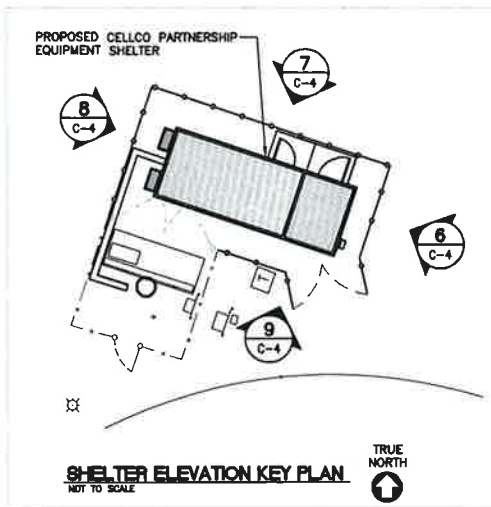 PROPOSED CELLCO PARTNERSHIP
EQUIPMENT SHELTER
7
C-4
8
C-4
6
C-4
9
C-4
SHELTER ELEVATION KEY PLAN
NOT TO SCALE
TRUE
NORTH